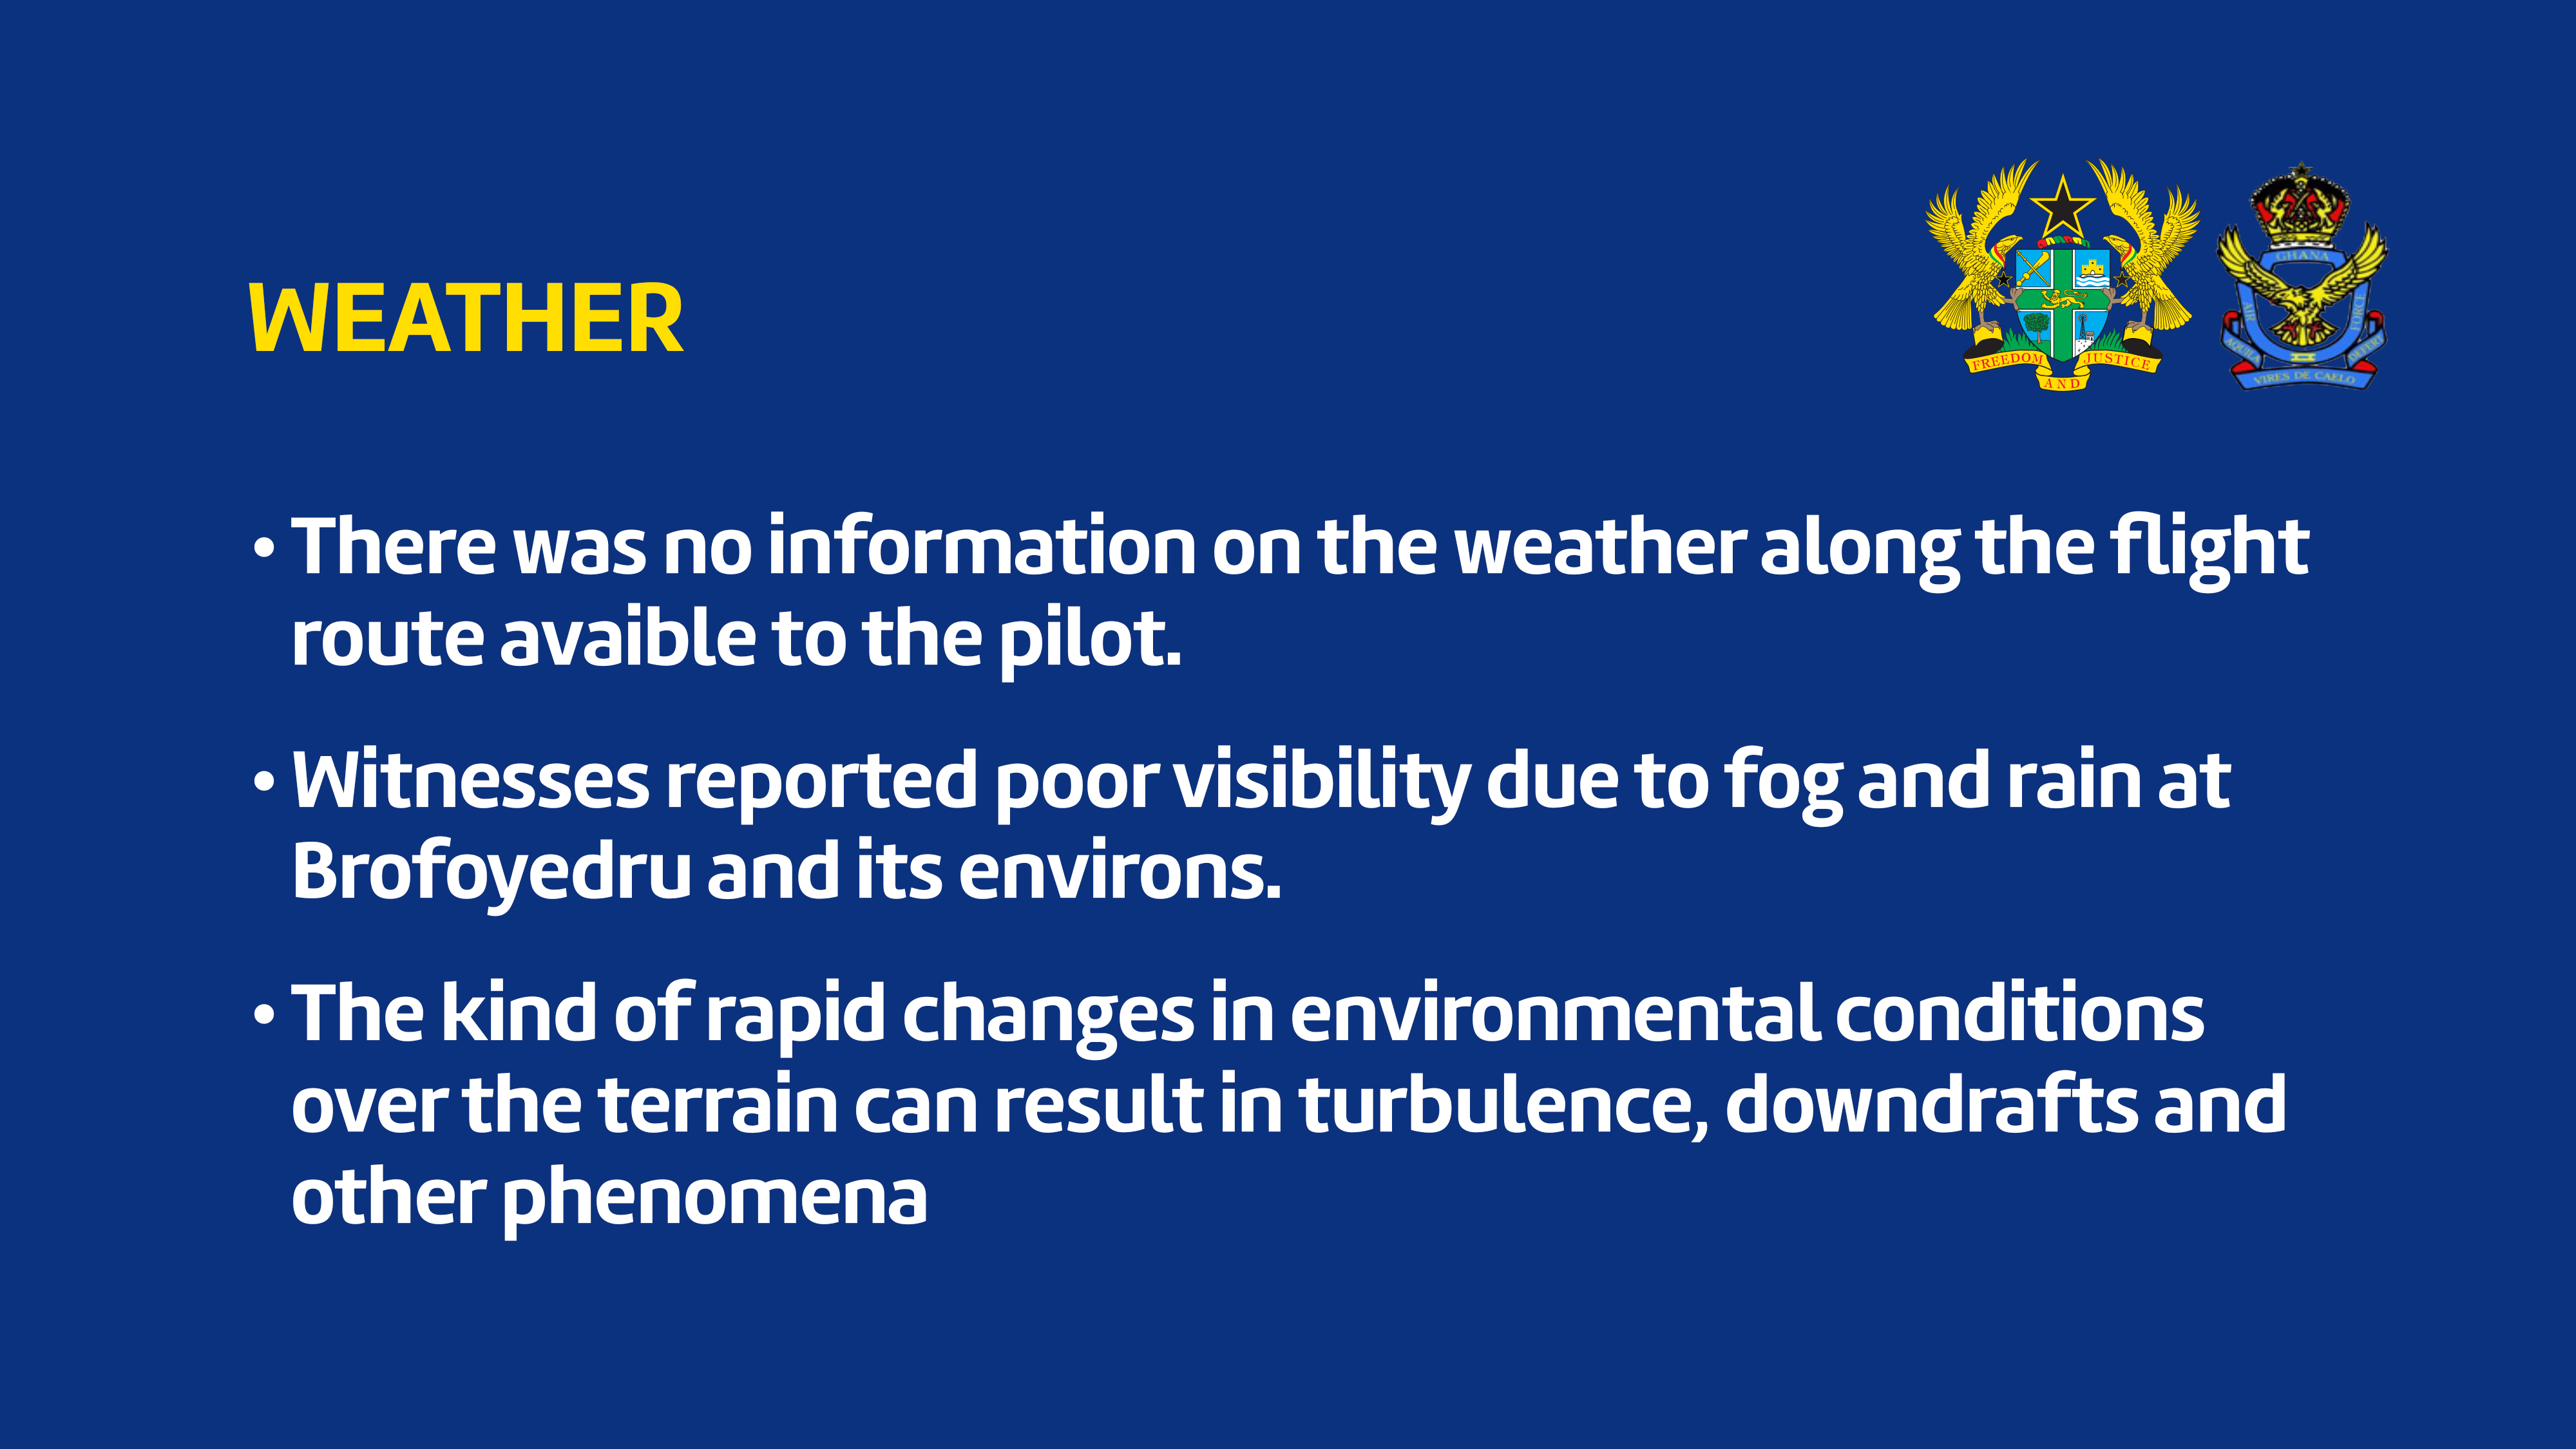 WEATHER
FREEDOM
JUSTICE
AND
GHANA
AIR
FORCE
AQUILA
DEFERT
VIRES DE CAELO
• There was no information on the weather along the flight
route avaible to the pilot.
• Witnesses reported poor visibility due to fog and rain at
Brofoyedru and its environs.
• The kind of rapid changes in environmental conditions
over the terrain can result in turbulence, downdrafts and
other phenomena